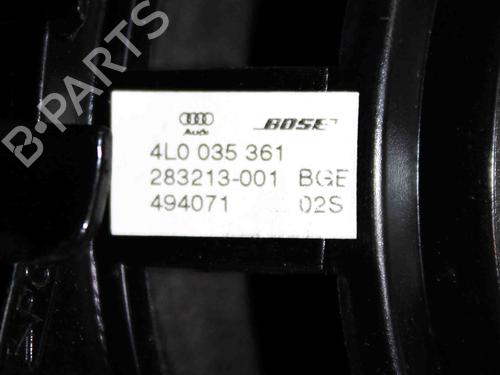 B-PARTS
Audi BOSE
4L0 035 361
283213-001 BGE
494071 02S